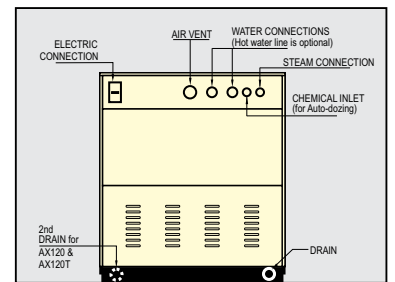 ELECTRIC
CONNECTION
AIR VENT
WATER CONNECTIONS
(Hot water line is optional)
STEAM CONNECTION
CHEMICAL INLET
(for Auto-dozing)
2nd
DRAIN for
AX120 &
AX120T
DRAIN